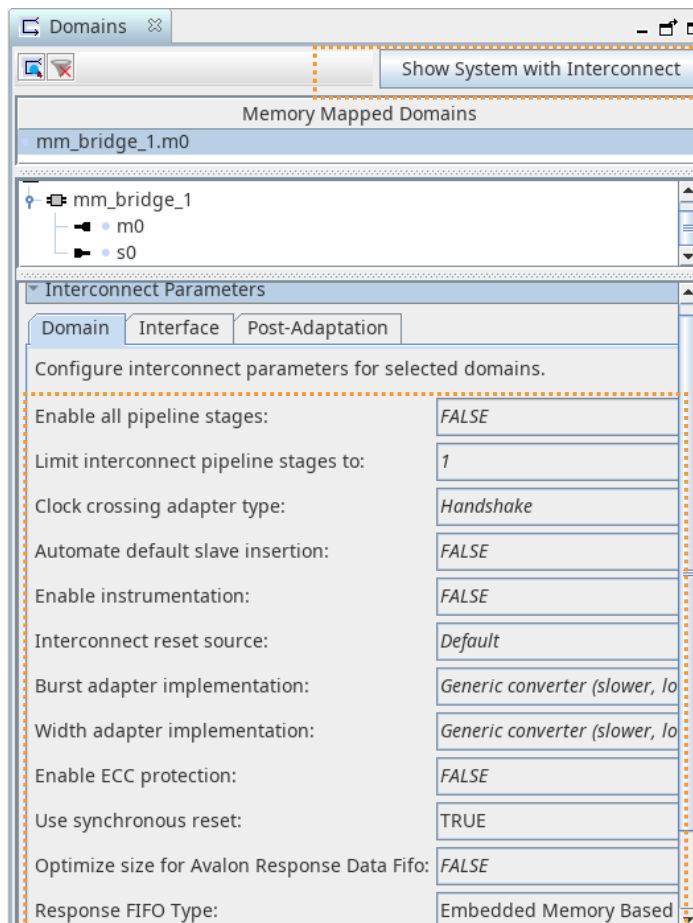 Domains
Show System with Interconnect
Memory Mapped Domains
mm_bridge_1.m0
mm_bridge_1
m0
s0
Interconnect Parameters
Domain Interface Post-Adaptation
Configure interconnect parameters for selected domains.
Enable all pipeline stages: FALSE
Limit interconnect pipeline stages to: 1
Clock crossing adapter type: Handshake
Automate default slave insertion: FALSE
Enable instrumentation: FALSE
Interconnect reset source: Default
Burst adapter implementation: Generic converter (slower, lo
Width adapter implementation: Generic converter (slower, lo
Enable ECC protection: FALSE
Use synchronous reset: TRUE
Optimize size for Avalon Response Data Fifo: FALSE
Response FIFO Type: Embedded Memory Based